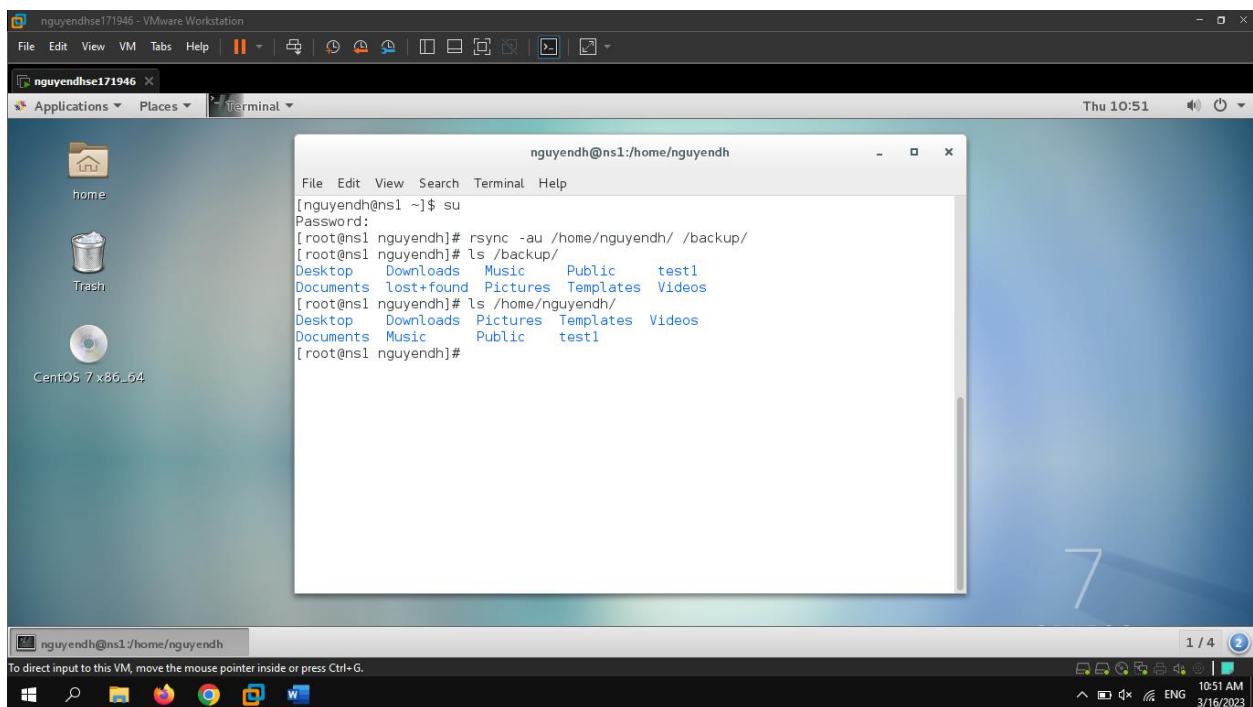 nguyendhse171946 - VMware Workstation
File Edit View VM Tabs Help
nguyendhse171946
Applications Places Terminal Thu 10:51
home
Trash
CentOS 7 x86_64
nguyendh@ns1:/home/nguyendh
File Edit View Search Terminal Help
[nguyendh@ns1 ~]$ su
Password:
[root@ns1 nguyendh]# rsync -au /home/nguyendh/ /backup/
[root@ns1 nguyendh]# ls /backup/
Desktop Downloads Music Public test1
Documents lost+found Pictures Templates Videos
[root@ns1 nguyendh]# ls /home/nguyendh/
Desktop Downloads Pictures Templates Videos
Documents Music Public test1
[root@ns1 nguyendh]#
7
nguyendh@ns1:/home/nguyendh 1 / 4 2
To direct input to this VM, move the mouse pointer inside or press Ctrl+G.
ENG 10:51 AM
3/16/2023